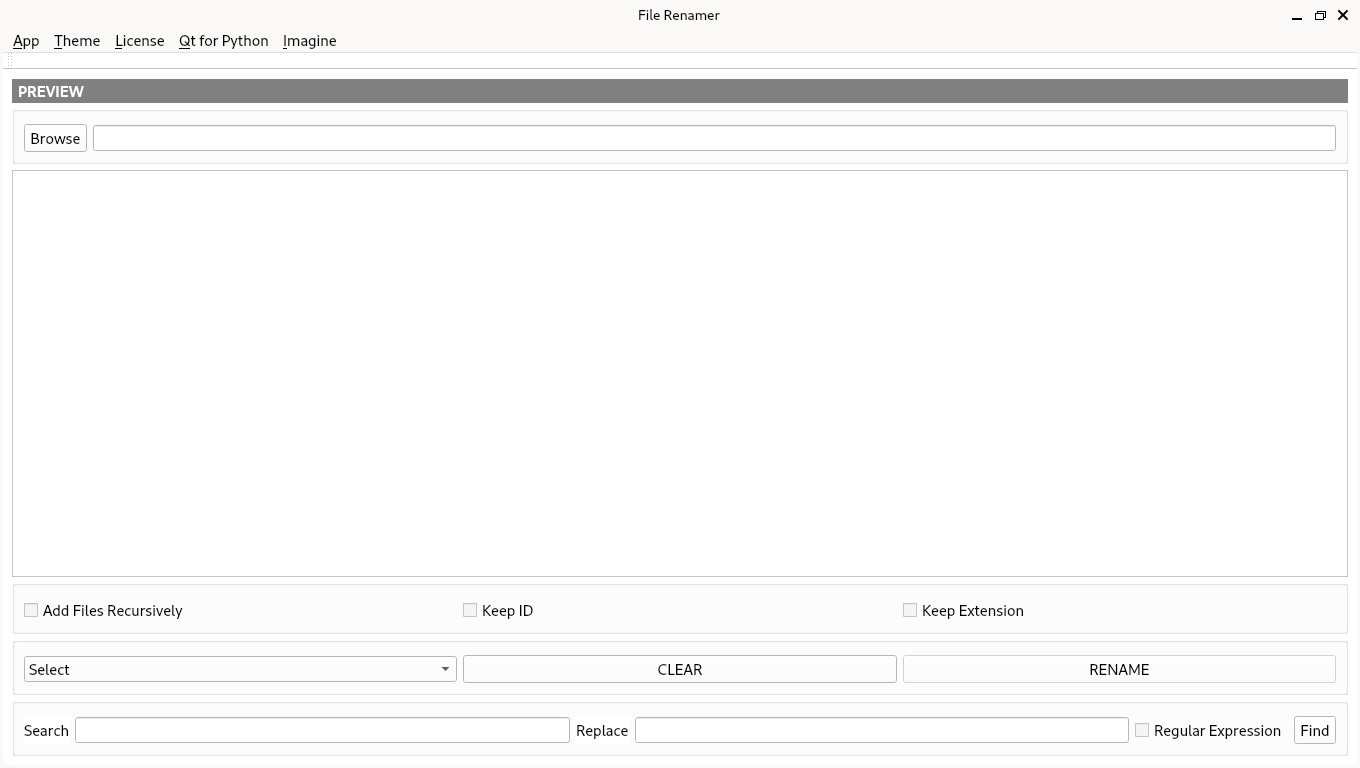 File Renamer
App Theme License Qt for Python Imagine
PREVIEW
Browse
Add Files Recursively Keep ID Keep Extension
Select CLEAR RENAME
Search Replace Regular Expression Find